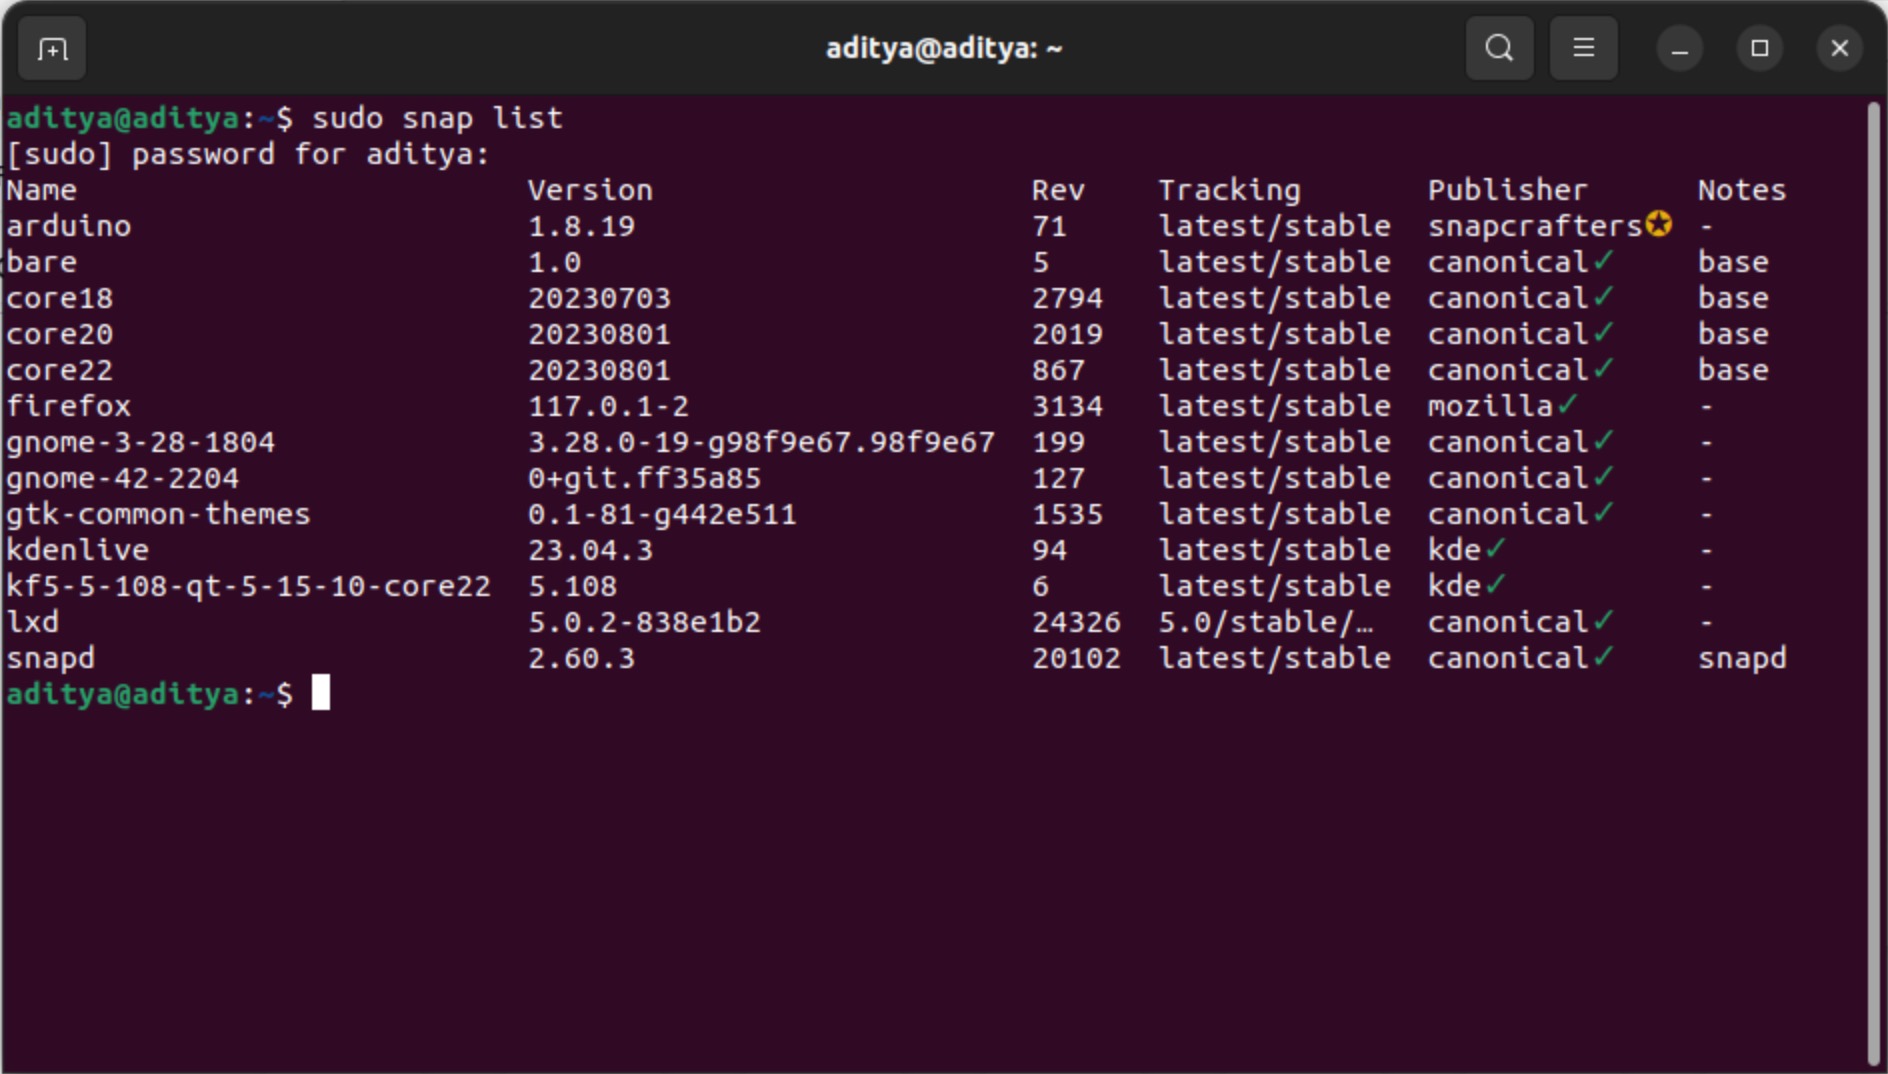 aditya@aditya: ~
aditya@aditya:~$ sudo snap list
[sudo] password for aditya:
Name Version Rev Tracking Publisher Notes
arduino 1.8.19 71 latest/stable snapcrafters✪ -
bare 1.0 5 latest/stable canonical✓ base
core18 20230703 2794 latest/stable canonical✓ base
core20 20230801 2019 latest/stable canonical✓ base
core22 20230801 867 latest/stable canonical✓ base
firefox 117.0.1-2 3134 latest/stable mozilla✓ -
gnome-3-28-1804 3.28.0-19-g98f9e67.98f9e67 199 latest/stable canonical✓ -
gnome-42-2204 0+git.ff35a85 127 latest/stable canonical✓ -
gtk-common-themes 0.1-81-g442e511 1535 latest/stable canonical✓ -
kdenlive 23.04.3 94 latest/stable kde✓ -
kf5-5-108-qt-5-15-10-core22 5.108 6 latest/stable kde✓ -
lxd 5.0.2-838e1b2 24326 5.0/stable/… canonical✓ -
snapd 2.60.3 20102 latest/stable canonical✓ snapd
aditya@aditya:~$